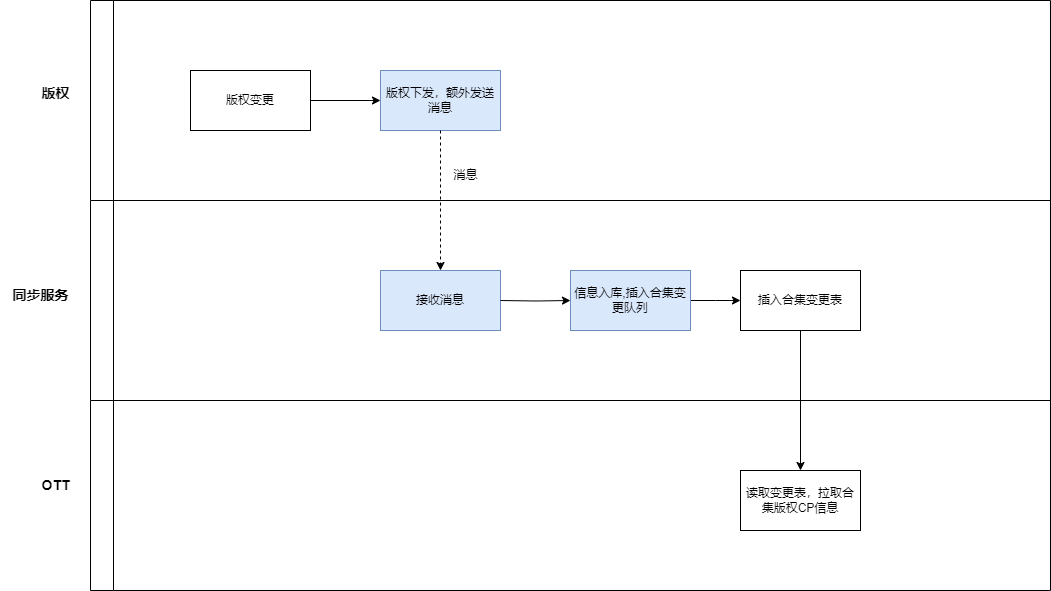 版权
版权变更
版权下发，额外发送
消息
消息
同步服务
接收消息
信息入库,插入合集变
更队列
插入合集变更表
OTT
读取变更表，拉取合
集版权CP信息